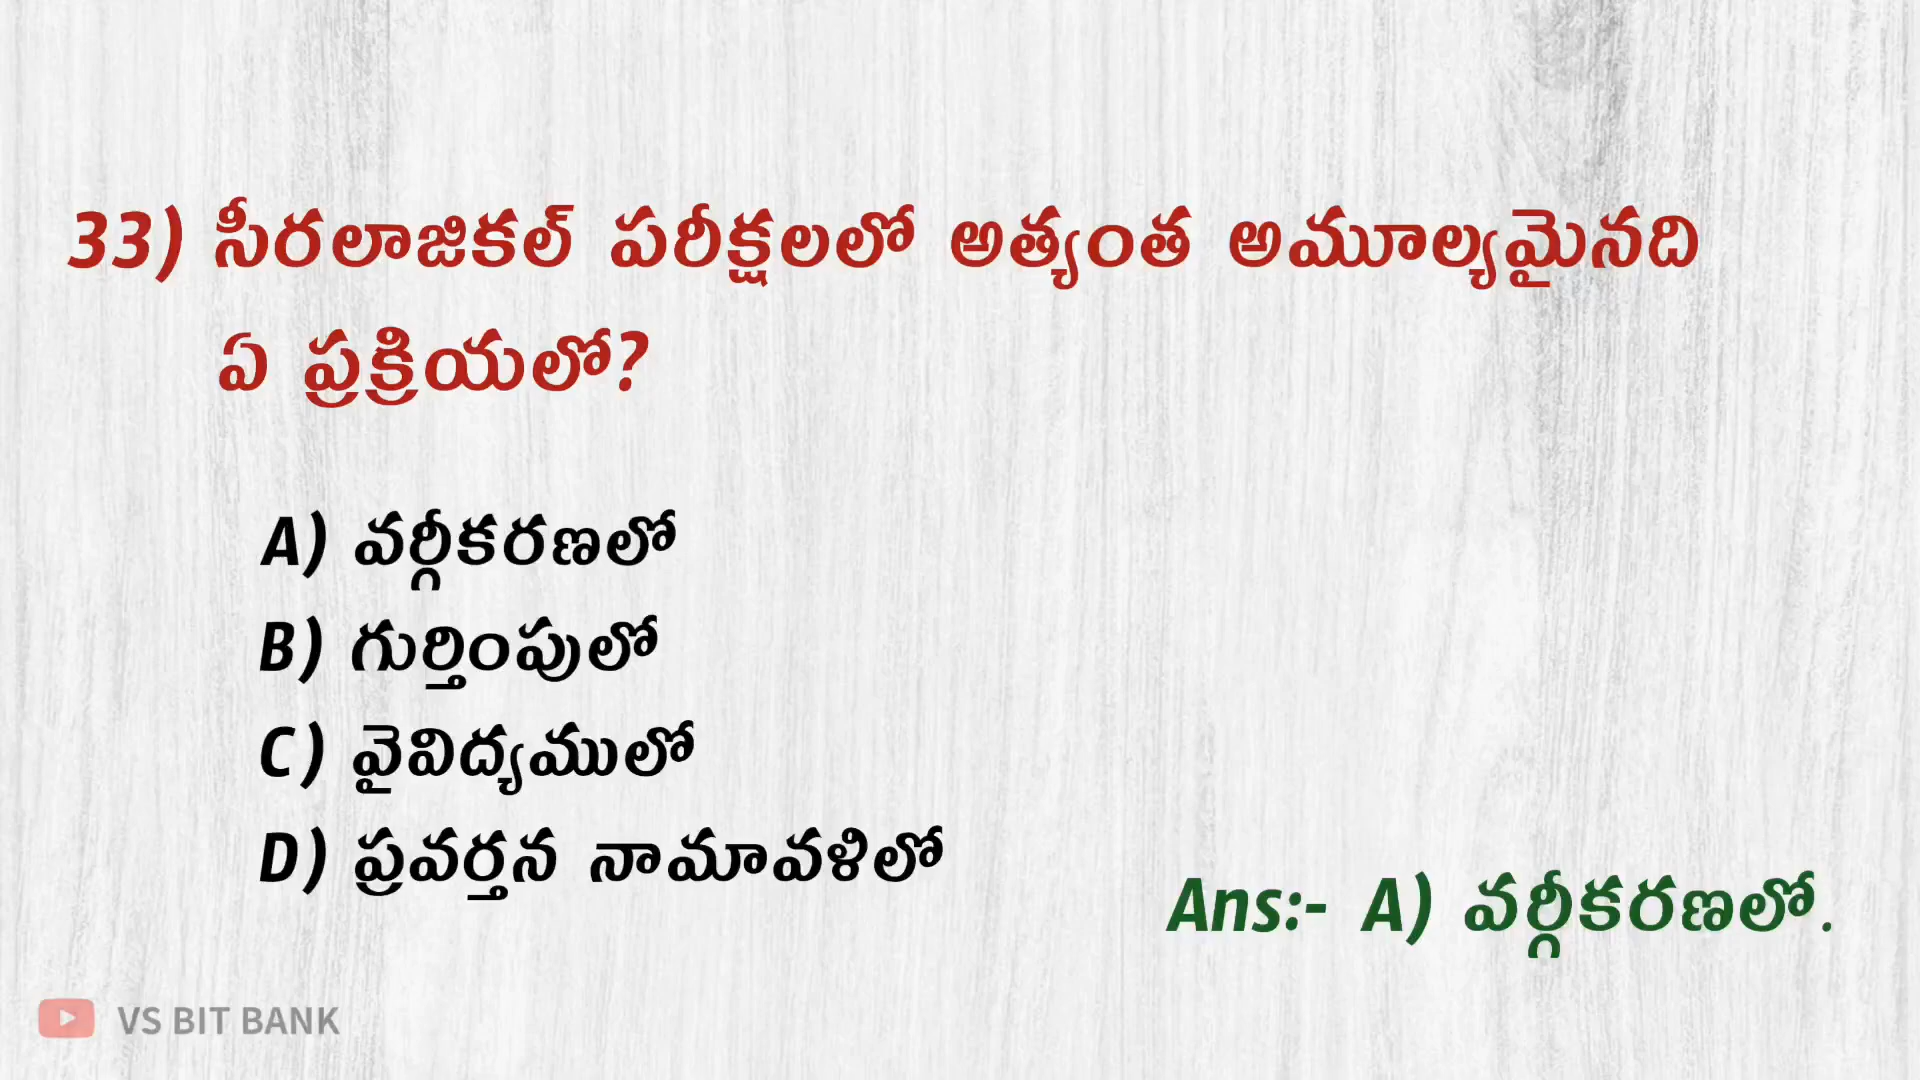 33) సీరలాజికల్ పరీక్షలలో అత్యంత అమూల్యమైనది
ఏ ప్రక్రియలో?
A) వర్గీకరణలో
B) గుర్తింపులో
C) వైవిద్యములో
D) ప్రవర్తన నామావళిలో
Ans:- A) వర్గీకరణలో.
VS BIT BANK